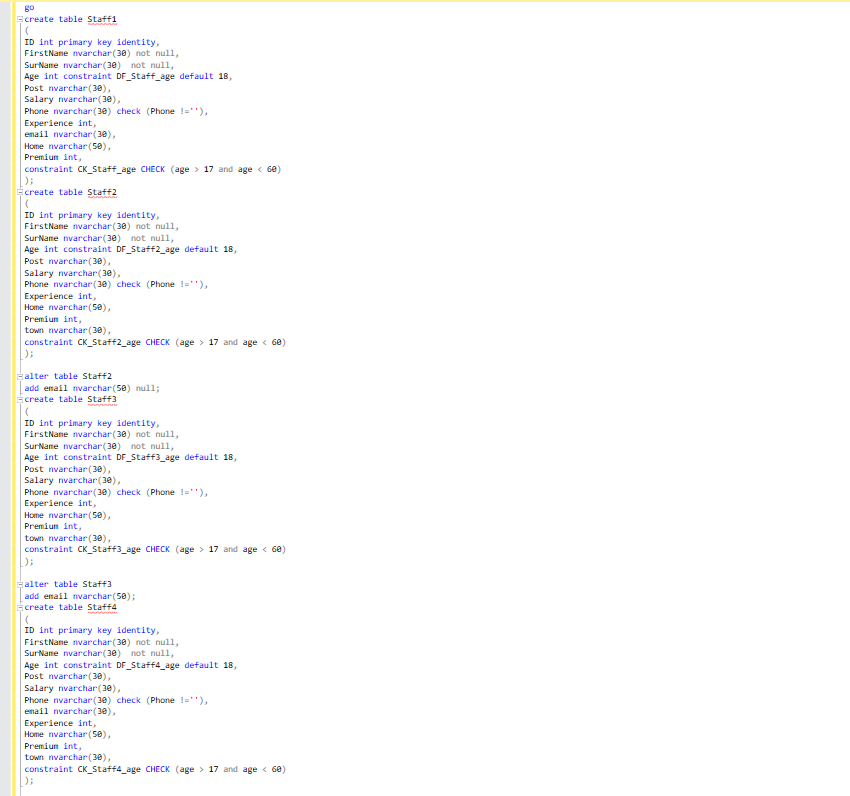 go
create table Staff1
(
ID int primary key identity,
FirstName nvarchar(30) not null,
SurName nvarchar(30)  not null,
Age int constraint DF_Staff_age default 18,
Post nvarchar(30),
Salary nvarchar(30),
Phone nvarchar(30) check (Phone !=''),
Experience int,
email nvarchar(30),
Home nvarchar(50),
Premium int,
constraint CK_Staff_age CHECK (age > 17 and age < 60)
);
create table Staff2
(
ID int primary key identity,
FirstName nvarchar(30) not null,
SurName nvarchar(30)  not null,
Age int constraint DF_Staff2_age default 18,
Post nvarchar(30),
Salary nvarchar(30),
Phone nvarchar(30) check (Phone !=''),
Experience int,
Home nvarchar(50),
Premium int,
town nvarchar(30),
constraint CK_Staff2_age CHECK (age > 17 and age < 60)
);

alter table Staff2
add email nvarchar(50) null;
create table Staff3
(
ID int primary key identity,
FirstName nvarchar(30) not null,
SurName nvarchar(30)  not null,
Age int constraint DF_Staff3_age default 18,
Post nvarchar(30),
Salary nvarchar(30),
Phone nvarchar(30) check (Phone !=''),
Experience int,
Home nvarchar(50),
Premium int,
town nvarchar(30),
constraint CK_Staff3_age CHECK (age > 17 and age < 60)
);

alter table Staff3
add email nvarchar(50);
create table Staff4
(
ID int primary key identity,
FirstName nvarchar(30) not null,
SurName nvarchar(30)  not null,
Age int constraint DF_Staff4_age default 18,
Post nvarchar(30),
Salary nvarchar(30),
Phone nvarchar(30) check (Phone !=''),
email nvarchar(30),
Experience int,
Home nvarchar(50),
Premium int,
town nvarchar(30),
constraint CK_Staff4_age CHECK (age > 17 and age < 60)
);